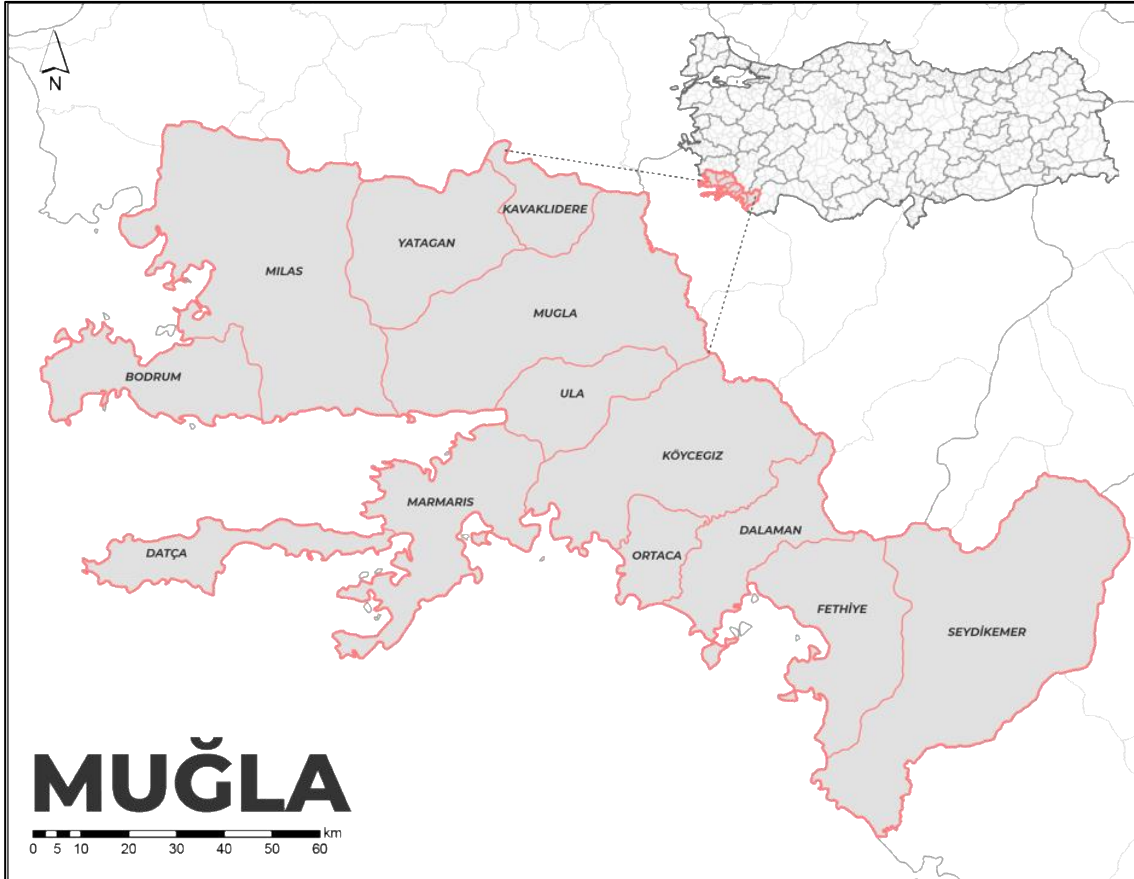 N
KAVAKLIDERE
YATAGAN
MILAS
MUGLA
BODRUM
ULA
KÖYCEGIZ
MARMARIS
DALAMAN
DATÇA
ORTACA
FETHİYE
SEYDİKEMER
MUĞLA
km
0 5 10 20 30 40 50 60